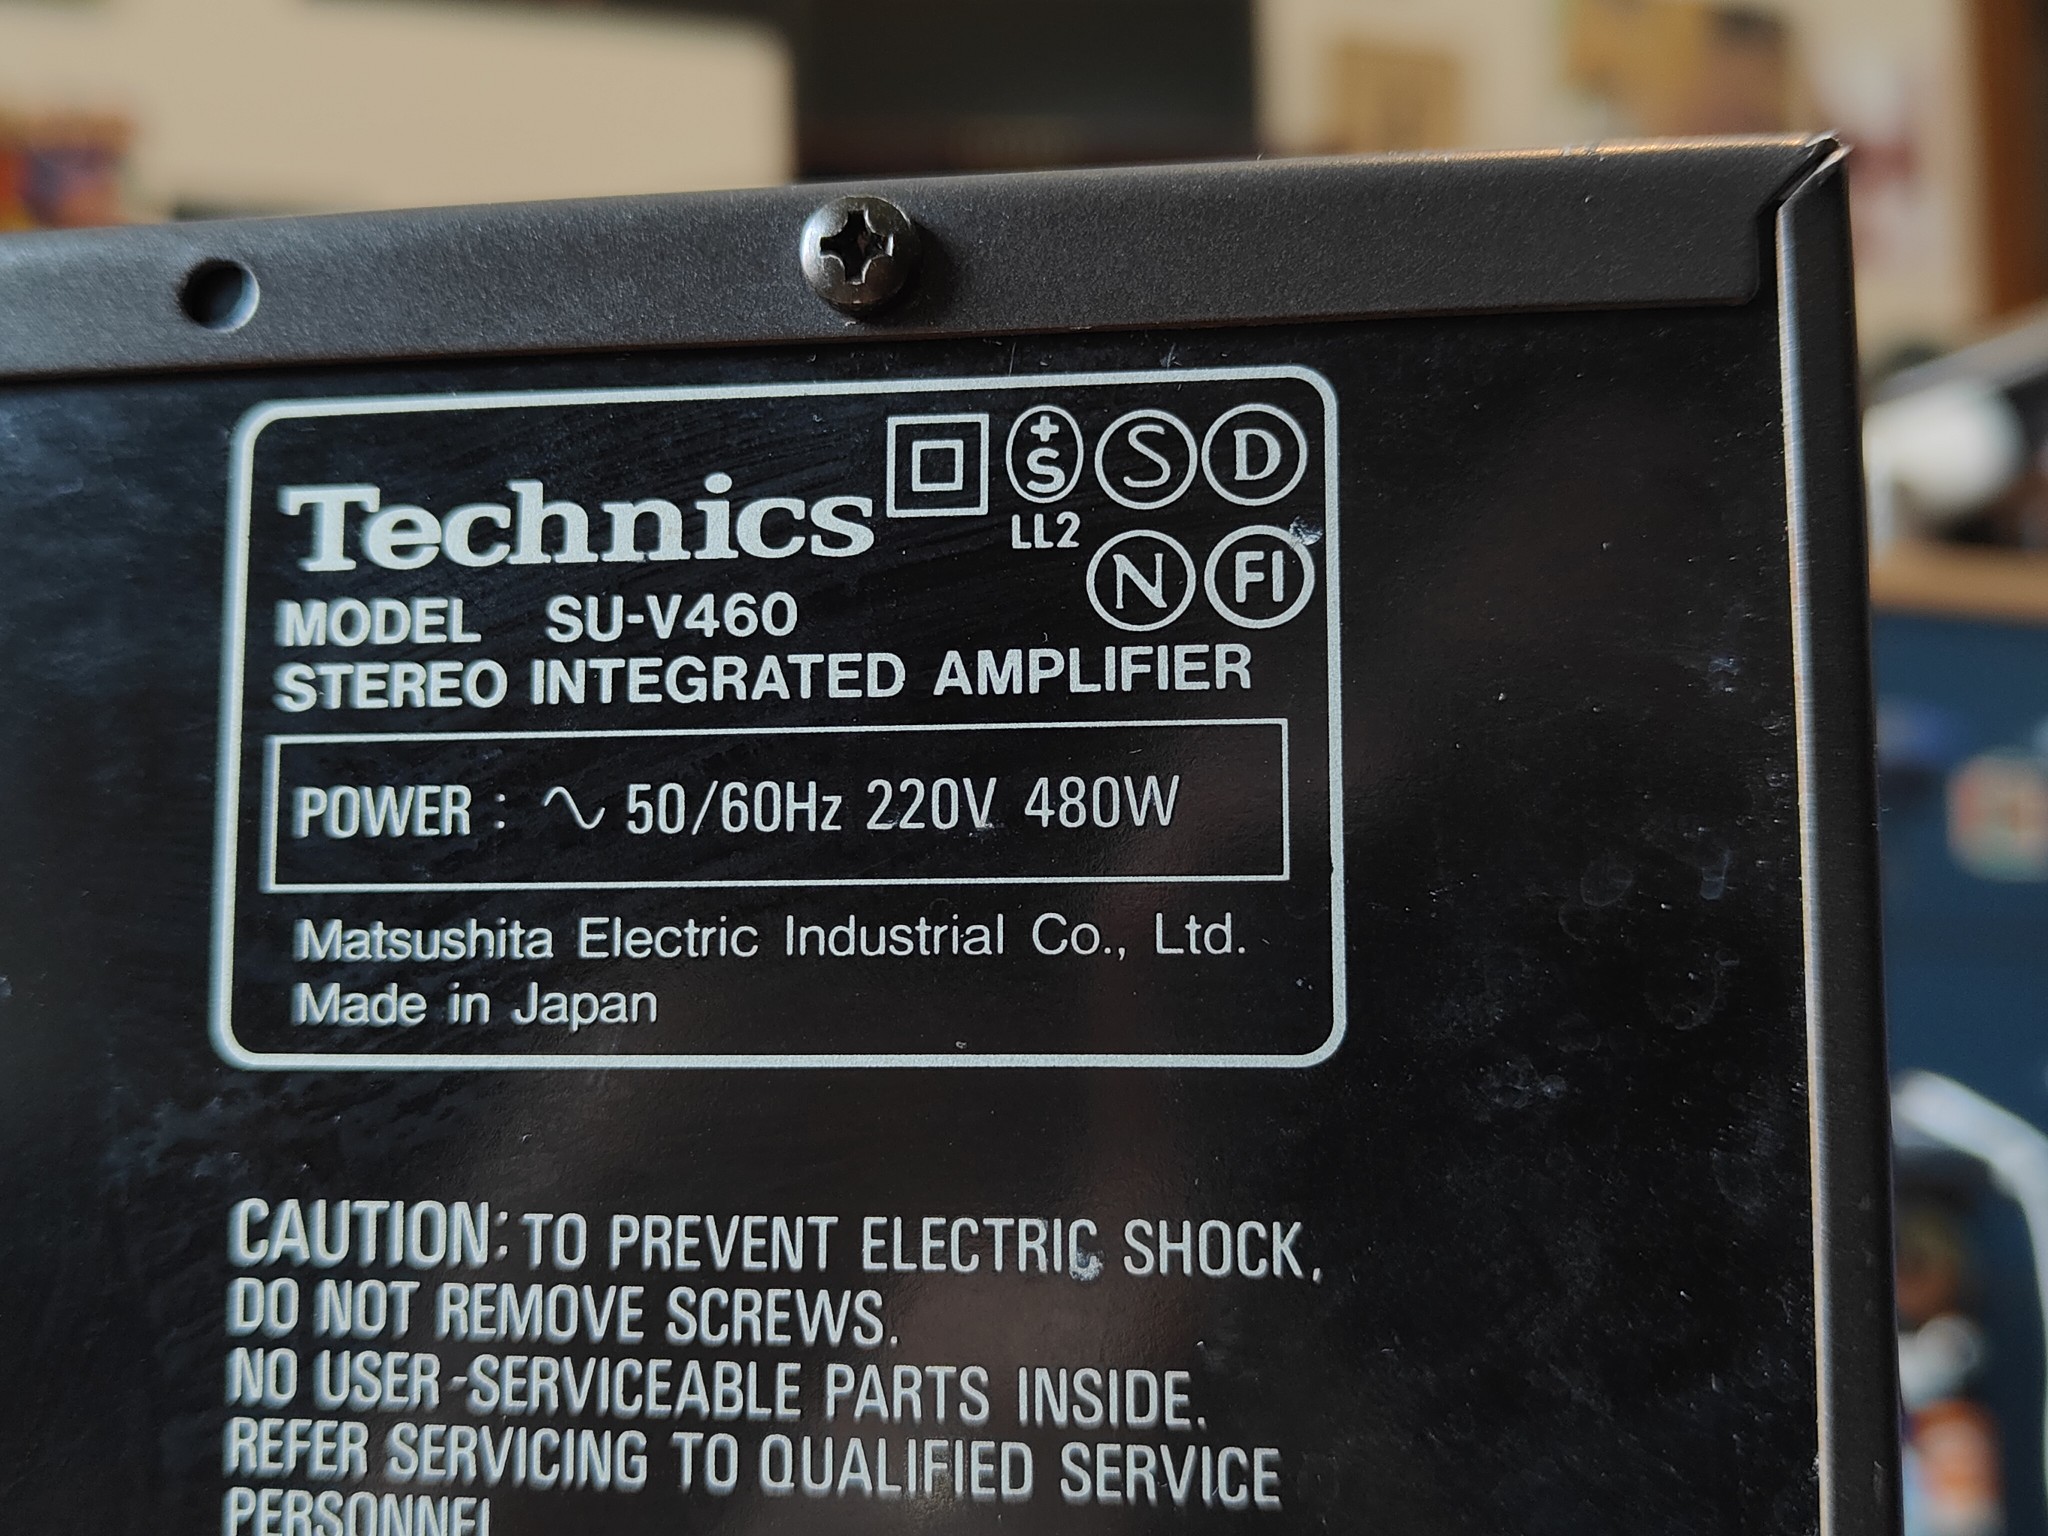 Technics
+S
S
D
LL2
N
FI
MODEL SU-V460
STEREO INTEGRATED AMPLIFIER
POWER : ∿ 50/60Hz 220V 480W
Matsushita Electric Industrial Co., Ltd.
Made in Japan
CAUTION: TO PREVENT ELECTRIC SHOCK,
DO NOT REMOVE SCREWS.
NO USER-SERVICEABLE PARTS INSIDE.
REFER SERVICING TO QUALIFIED SERVICE
PERSONNEL